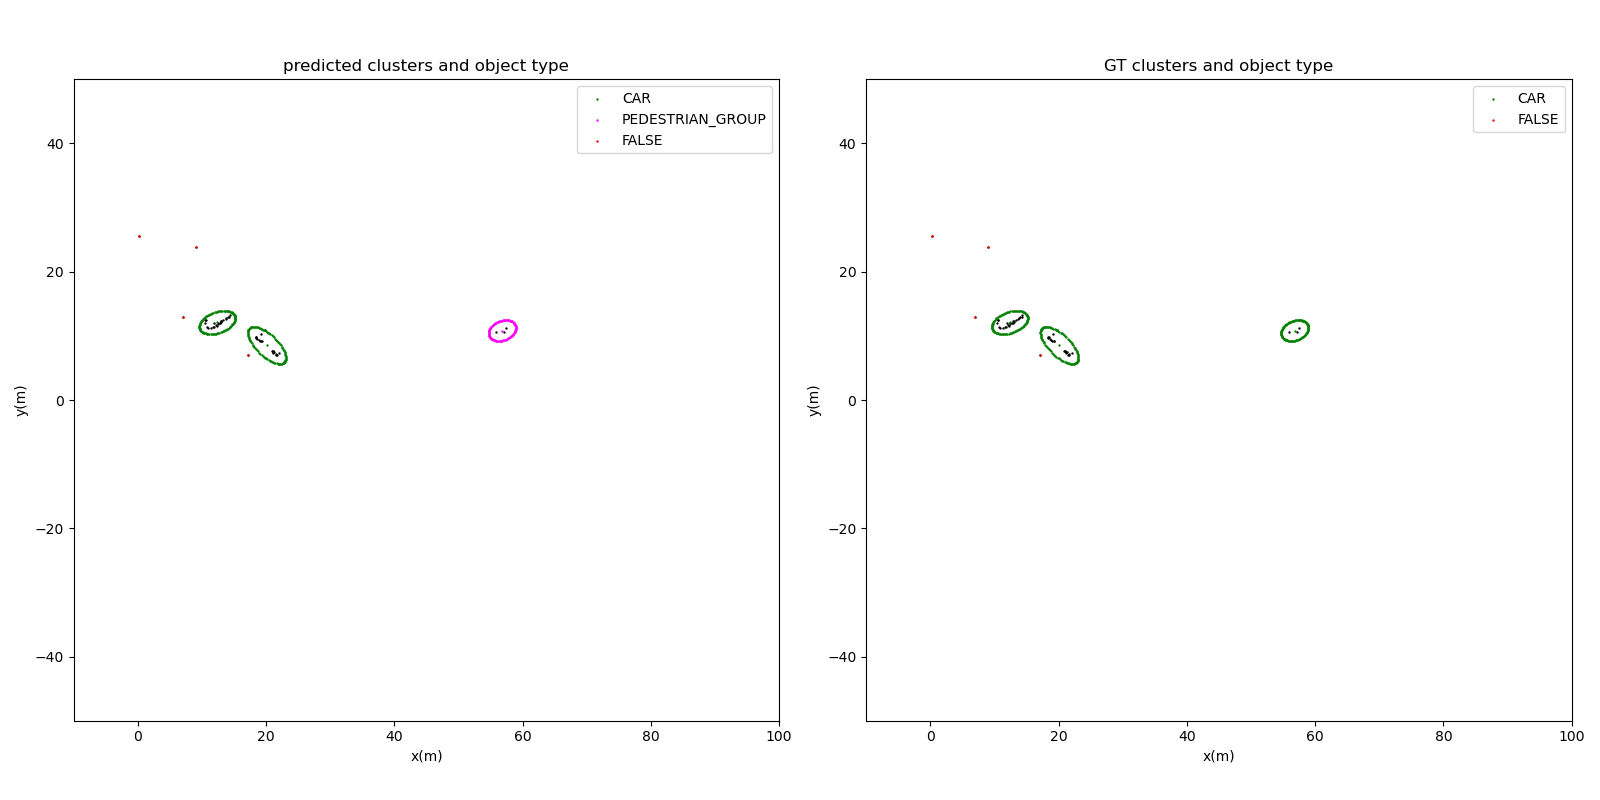 predicted clusters and object type
CAR
PEDESTRIAN_GROUP
FALSE
40
20
0
−20
−40
y(m)
0
20
40
60
80
100
x(m)
GT clusters and object type
CAR
FALSE
40
20
0
−20
−40
y(m)
0
20
40
60
80
100
x(m)